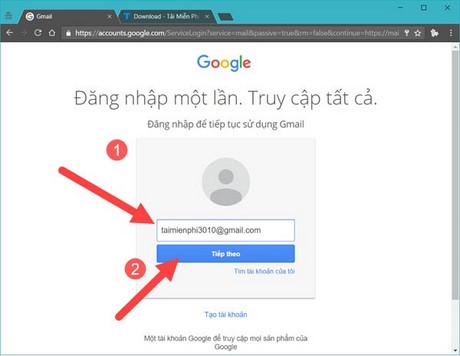 Gmail
Download - Tải Miễn Ph
https://accounts.google.com/ServiceLogin?service=mail&passive=true&rm=false&continue=https://mai
Google
Đăng nhập một lần. Truy cập tất cả.
Đăng nhập để tiếp tục sử dụng Gmail
1
taimienphi3010@gmail.com
Tiếp theo
2
Tìm tài khoản của tôi
Tạo tài khoản
Một tài khoản Google để truy cập mọi sản phẩm của
Google